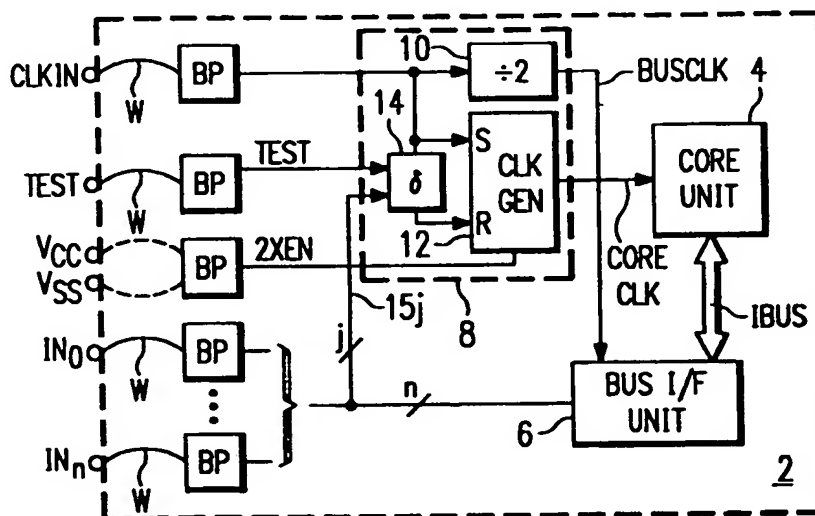 CLKIN
W
BP
10
÷2
BUSCLK
14
4
TEST
W
BP
TEST
δ
S
CLK
GEN
R
12
CORE
UNIT
VCC
VSS
BP
2XEN
CORE
CLK
8
15j
IBUS
IN0
W
BP
j
n
BUS I/F
UNIT
6
INn
W
BP
2